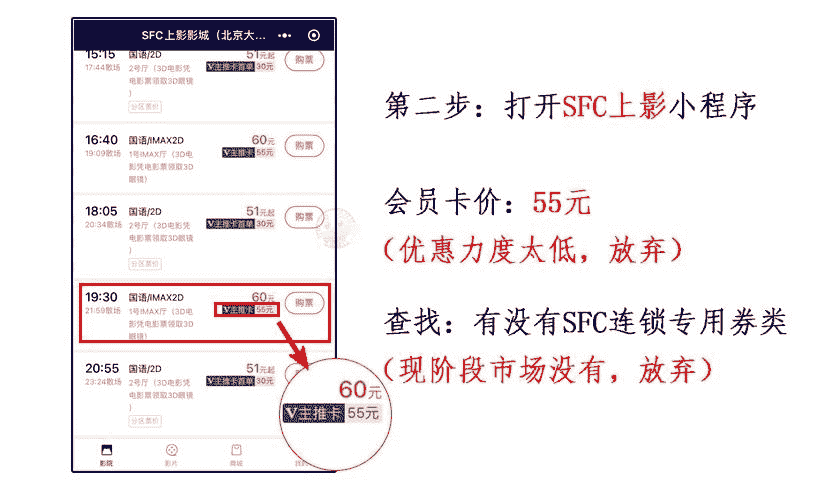 SFC上影影城（北京大...
15:15
国语/2D
51元起
购票
17:44散场
2号厅（3D电影凭
V主推卡首单 30元
电影票领取3D眼镜
）
分区票价
16:40
国语/IMAX2D
60元
购票
19:09散场
1号IMAX厅（3D电
V主推卡 55元
影凭电影票领取3D
眼镜）
18:05
国语/2D
51元起
购票
20:34散场
2号厅（3D电影凭
V主推卡首单 30元
电影票领取3D眼镜
）
分区票价
19:30
国语/IMAX2D
60元
购票
21:59散场
1号IMAX厅（3D电
V主推卡 55元
影凭电影票领取3D
眼镜）
20:55
国语/2D
51元起
23:24散场
2号厅（3D电影凭
V主推卡首单 30元
电影票领取3D眼镜
）
分区票价
影院
影片
商城
60元
V主推卡 55元
第二步：打开SFC上影小程序
会员卡价：55元
（优惠力度太低，放弃）
查找：有没有SFC连锁专用券类
（现阶段市场没有，放弃）